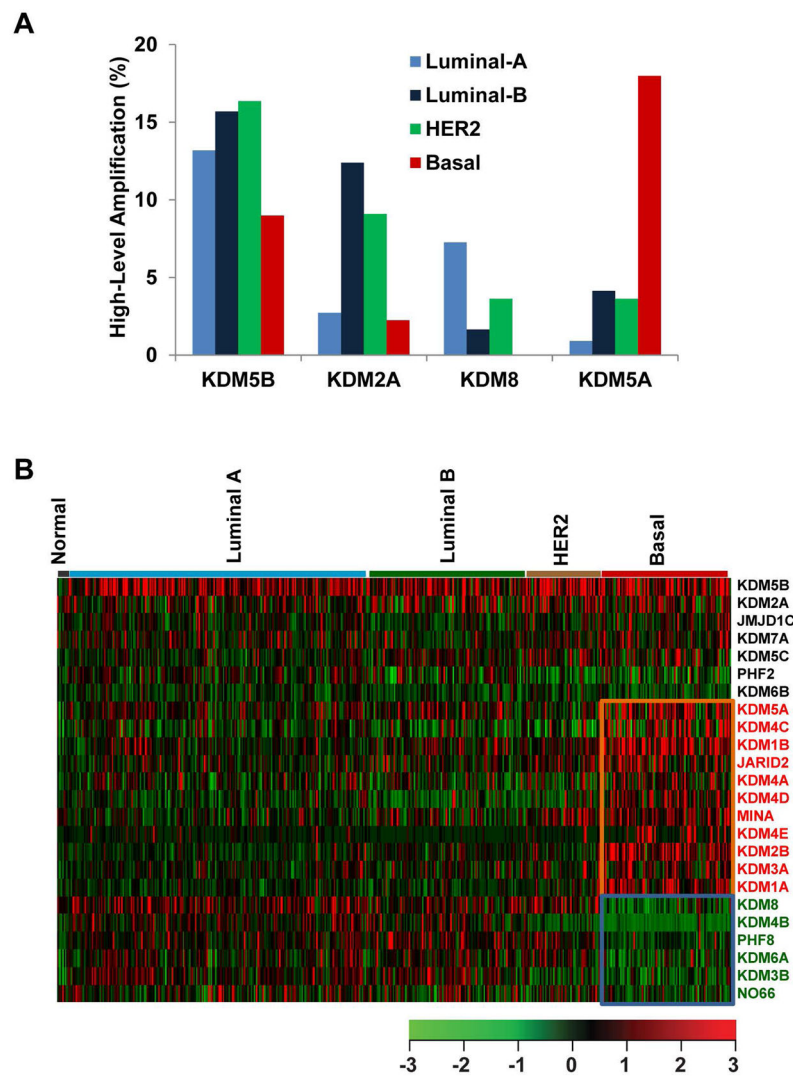 A
High-Level Amplification (%)
20
15
10
5
0
Luminal-A
Luminal-B
HER2
Basal
KDM5B KDM2A KDM8 KDM5A
B
Normal Luminal A Luminal B HER2 Basal
KDM5B
KDM2A
JMJD1C
KDM7A
KDM5C
PHF2
KDM6B
KDM5A
KDM4C
KDM1B
JARID2
KDM4A
KDM4D
MINA
KDM4E
KDM2B
KDM3A
KDM1A
KDM8
KDM4B
PHF8
KDM6A
KDM3B
NO66
-3 -2 -1 0 1 2 3